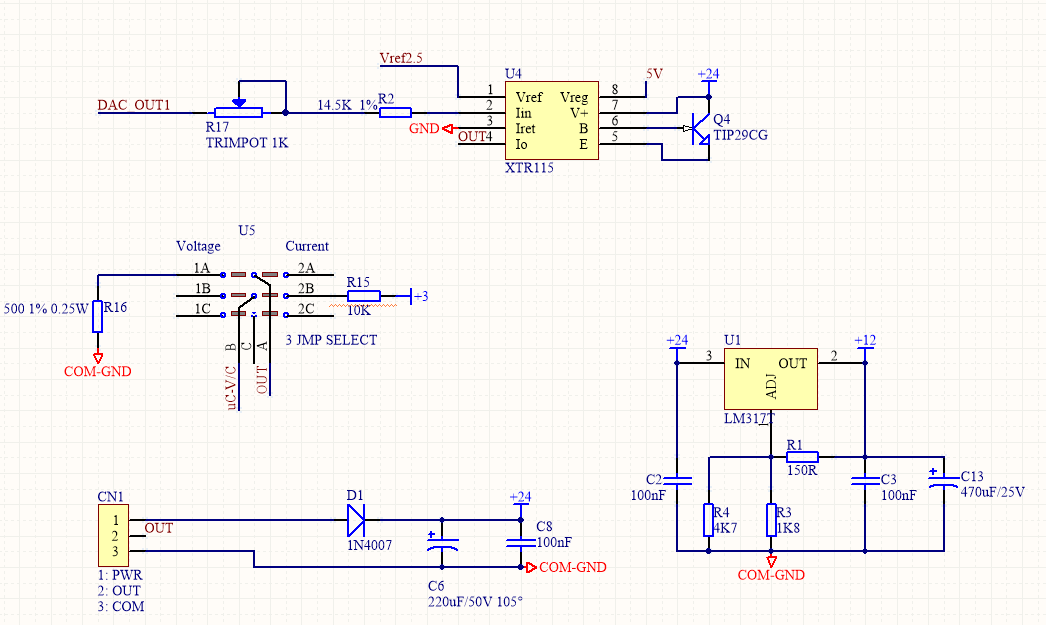 Vref2.5
U4
5V
+24
DAC_OUT1
R17
TRIMPOT 1K
14.5K 1%
R2
GND
OUT4
1
2
3
4
Vref
Iin
Iret
Io
Vreg
V+
B
E
8
7
6
5
XTR115
Q4
TIP29CG
U5
Voltage
Current
1A
1B
1C
2A
2B
2C
R15
10K
+3
500 1% 0.25W
R16
COM-GND
3 JMP SELECT
B
C
A
uC-V/C
OUT
+24
U1
+12
3
IN
OUT
2
ADJ
LM317T
1
R1
150R
C2
100nF
R4
4K7
R3
1K8
C3
100nF
C13
470uF/25V
COM-GND
CN1
1
2
3
OUT
1: PWR
2: OUT
3: COM
D1
1N4007
+24
C8
100nF
C6
220uF/50V 105°
COM-GND